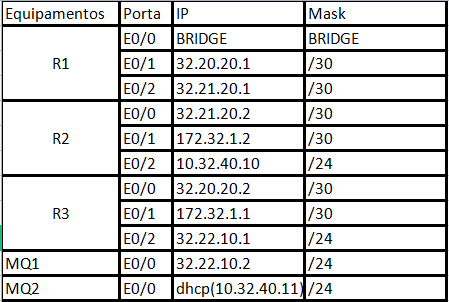 Equipamentos Porta IP Mask
R1 E0/0 BRIDGE BRIDGE
E0/1 32.20.20.1 /30
E0/2 32.21.20.1 /30
R2 E0/0 32.21.20.2 /30
E0/1 172.32.1.2 /30
E0/2 10.32.40.10 /24
R3 E0/0 32.20.20.2 /30
E0/1 172.32.1.1 /30
E0/2 32.22.10.1 /24
MQ1 E0/0 32.22.10.2 /24
MQ2 E0/0 dhcp(10.32.40.11) /24